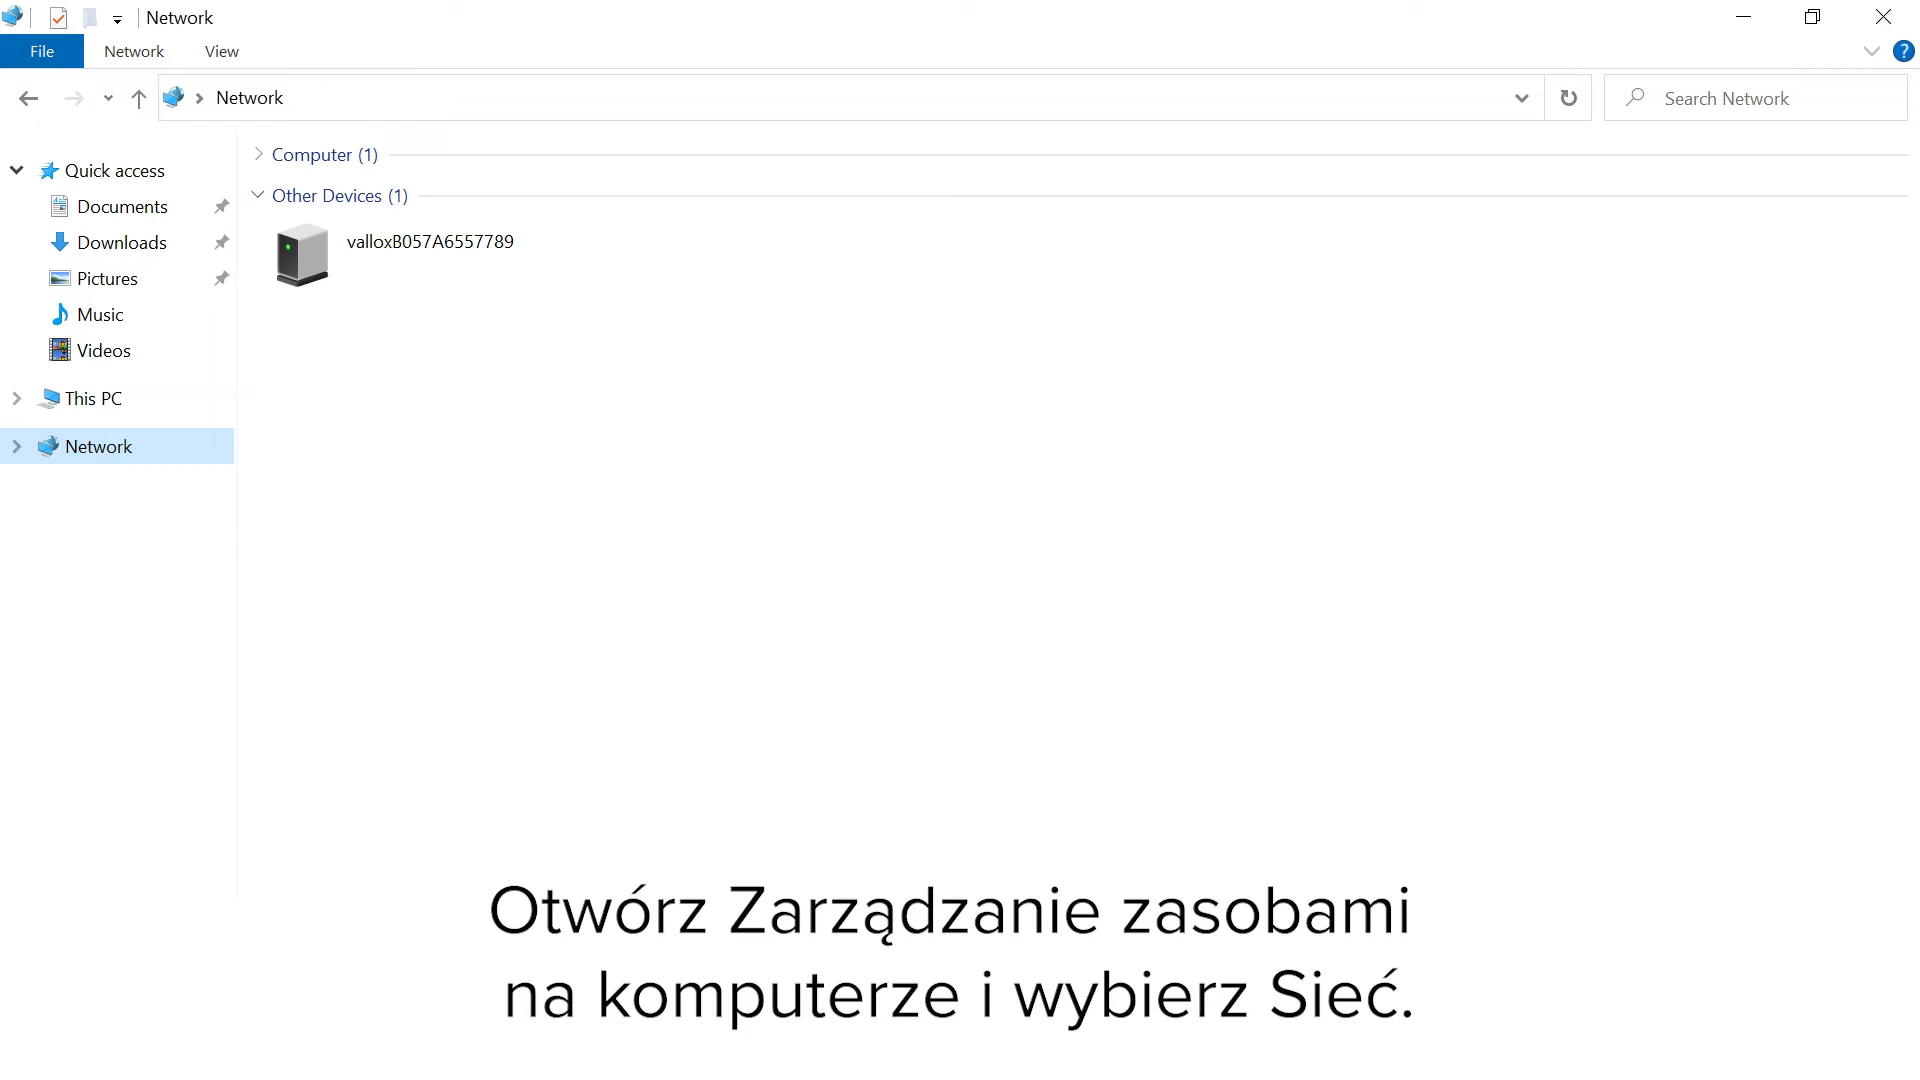 Network
File
Network
View
?
Network
Search Network
Quick access
Documents
Downloads
Pictures
Music
Videos
This PC
Network
Computer (1)
Other Devices (1)
valloxB057A6557789
Otwórz Zarządzanie zasobami
na komputerze i wybierz Sieć.